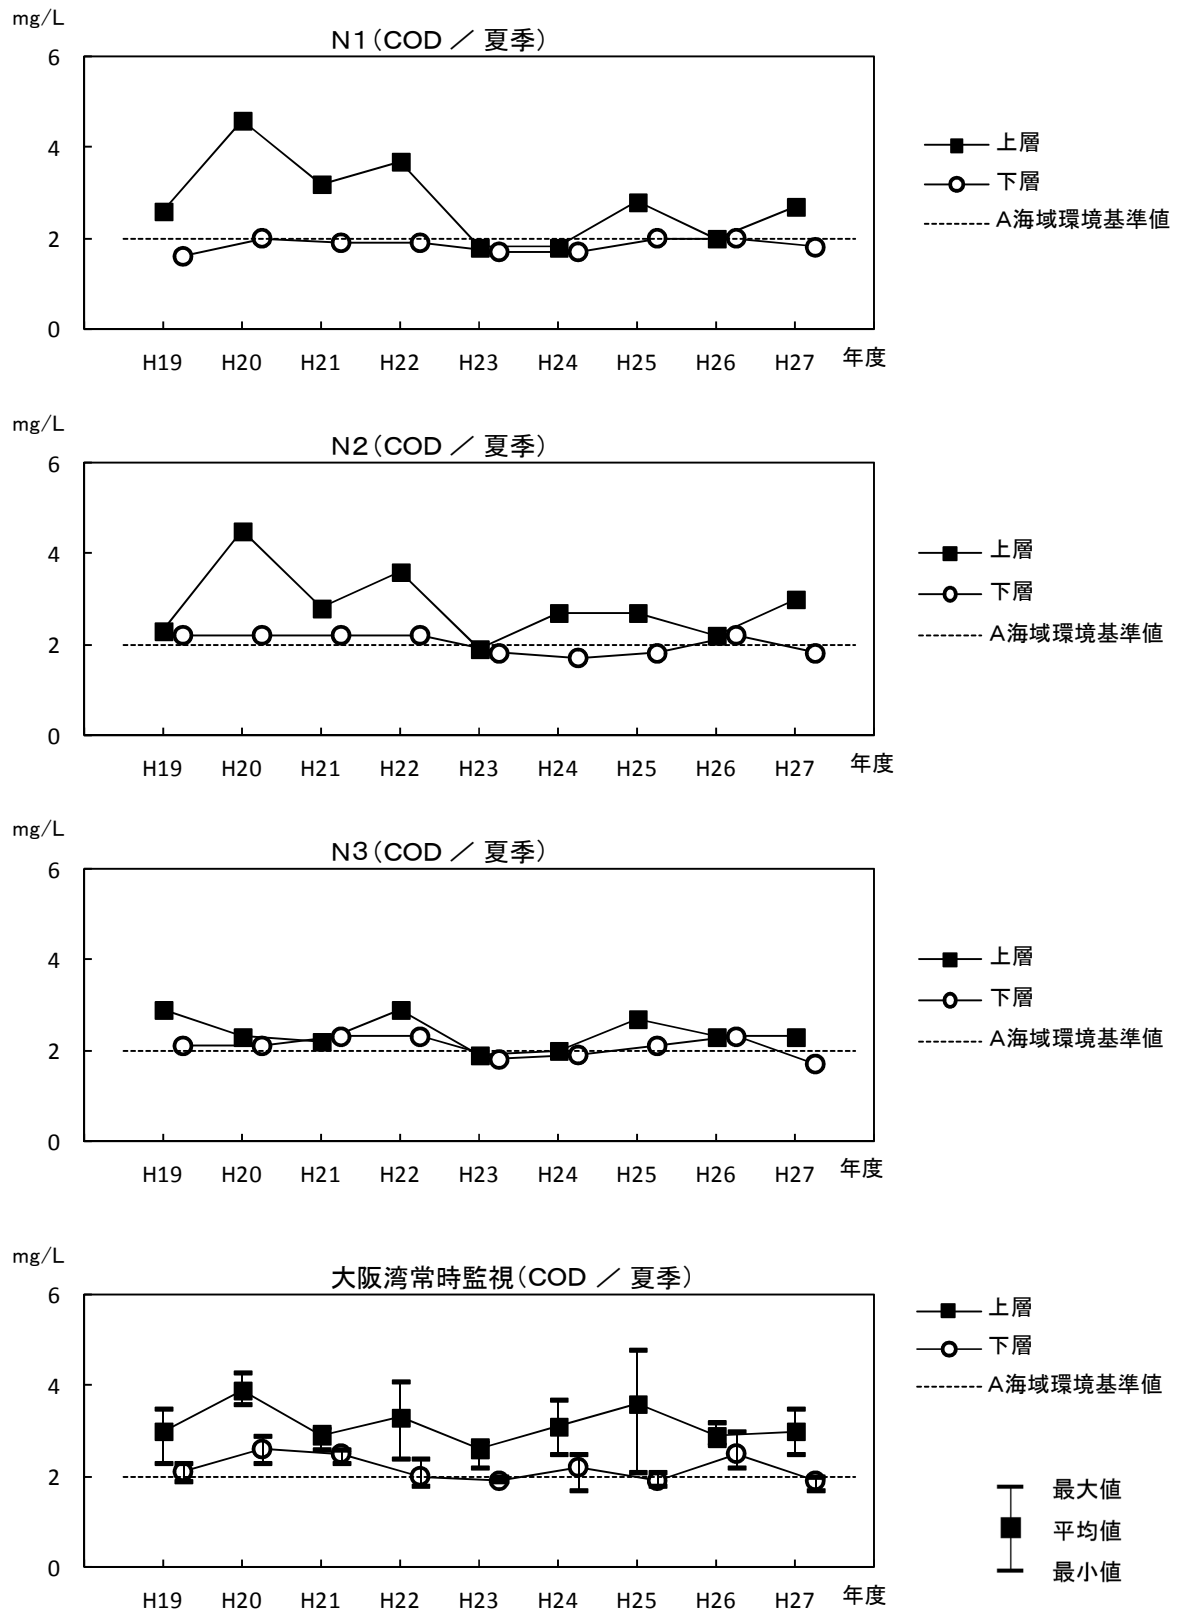 mg/L
N1(COD ／ 夏季)
6
4
2
0
H19 H20 H21 H22 H23 H24 H25 H26 H27 年度
上層
下層
A海域環境基準値
mg/L
N2(COD ／ 夏季)
6
4
2
0
H19 H20 H21 H22 H23 H24 H25 H26 H27 年度
上層
下層
A海域環境基準値
mg/L
N3(COD ／ 夏季)
6
4
2
0
H19 H20 H21 H22 H23 H24 H25 H26 H27 年度
上層
下層
A海域環境基準値
mg/L
大阪湾常時監視(COD ／ 夏季)
6
4
2
0
H19 H20 H21 H22 H23 H24 H25 H26 H27 年度
上層
下層
A海域環境基準値
最大値
平均値
最小値